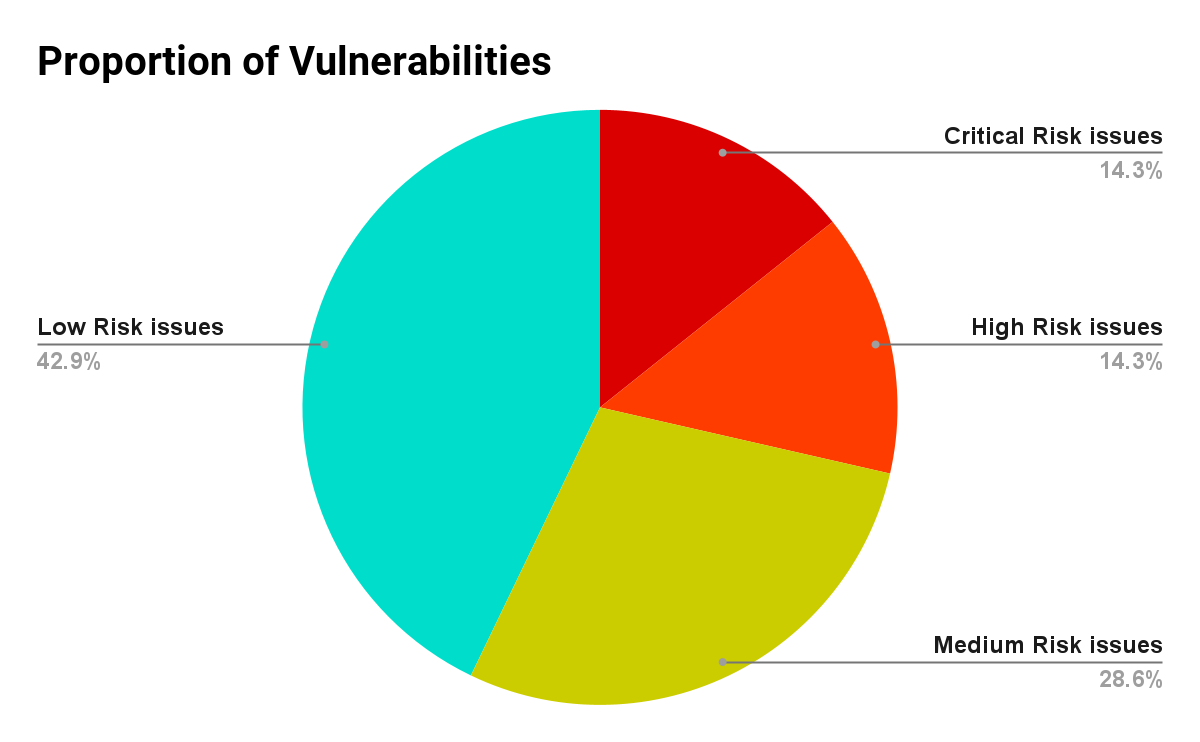 Proportion of Vulnerabilities
Critical Risk issues
14.3%
Low Risk issues
42.9%
High Risk issues
14.3%
Medium Risk issues
28.6%